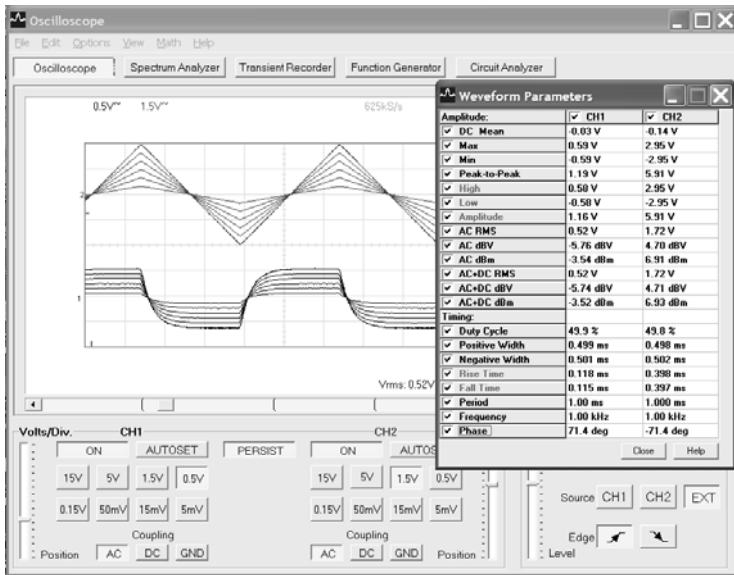 Oscilloscope
File Edit Options View Math Help
Oscilloscope Spectrum Analyzer Transient Recorder Function Generator Circuit Analyzer
0.5V~ 1.5V~ 625kS/s
2
1
Vrms: 0.52V
Weveform Parameters
Amplitude: CH1 CH2
DC Mean -0.03 V -0.14 V
Max 0.59 V 2.95 V
Min -0.59 V -2.95 V
Peak-to-Peak 1.19 V 5.91 V
High 0.58 V 2.95 V
Low -0.58 V -2.95 V
Amplitude 1.16 V 5.91 V
AC RMS 0.52 V 1.72 V
AC dBV -5.76 dBV 4.70 dBV
AC dBm -3.54 dBm 6.91 dBm
AC+DC RMS 0.52 V 1.72 V
AC+DC dBV -5.74 dBV 4.71 dBV
AC+DC dBm -3.52 dBm 6.93 dBm
Timing:
Duty Cycle 49.9 % 49.8 %
Positive Width 0.499 ms 0.498 ms
Negative Width 0.501 ms 0.502 ms
Rise Time 0.118 ms 0.398 ms
Fall Time 0.115 ms 0.397 ms
Period 1.00 ms 1.000 ms
Frequency 1.00 kHz 1.00 kHz
Phase 71.4 deg -71.4 deg
Close Help
Volts/Div. CH1 CH2
ON AUTOSET PERSIST ON AUTOS
15V 5V 1.5V 0.5V 15V 5V 1.5V 0.5V
0.15V 50mV 15mV 5mV 0.15V 50mV 15mV 5mV
Coupling Coupling
Position AC DC GND AC DC GND Position
Source CH1 CH2 EXT
Edge
Level